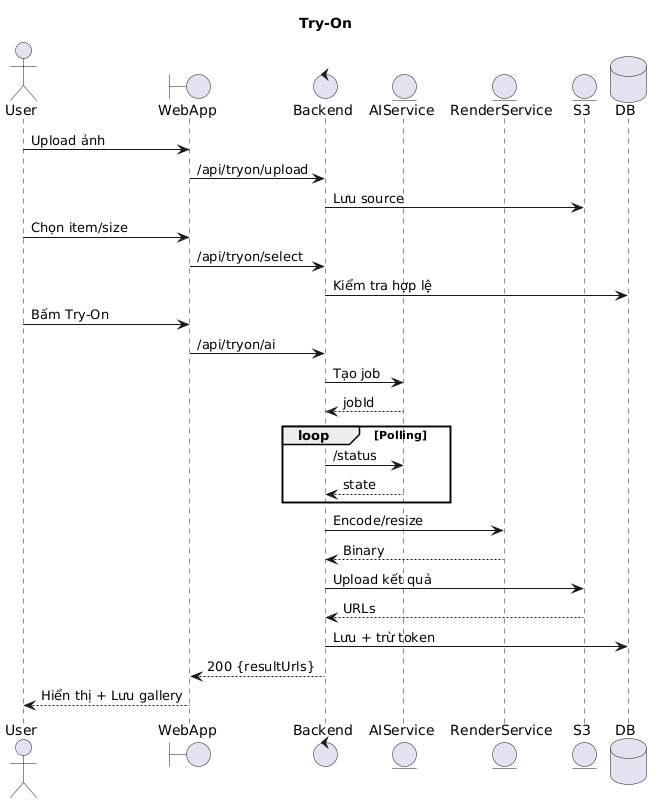 Try-On
User
WebApp
Backend
AIService
RenderService
S3
DB
Upload ảnh
/api/tryon/upload
Lưu source
Chọn item/size
/api/tryon/select
Kiểm tra hợp lệ
Bấm Try-On
/api/tryon/ai
Tạo job
jobId
loop [Polling]
/status
state
Encode/resize
Binary
Upload kết quả
URLs
Lưu + trừ token
200 {resultUrls}
Hiển thị + Lưu gallery
User
WebApp
Backend
AIService
RenderService
S3
DB